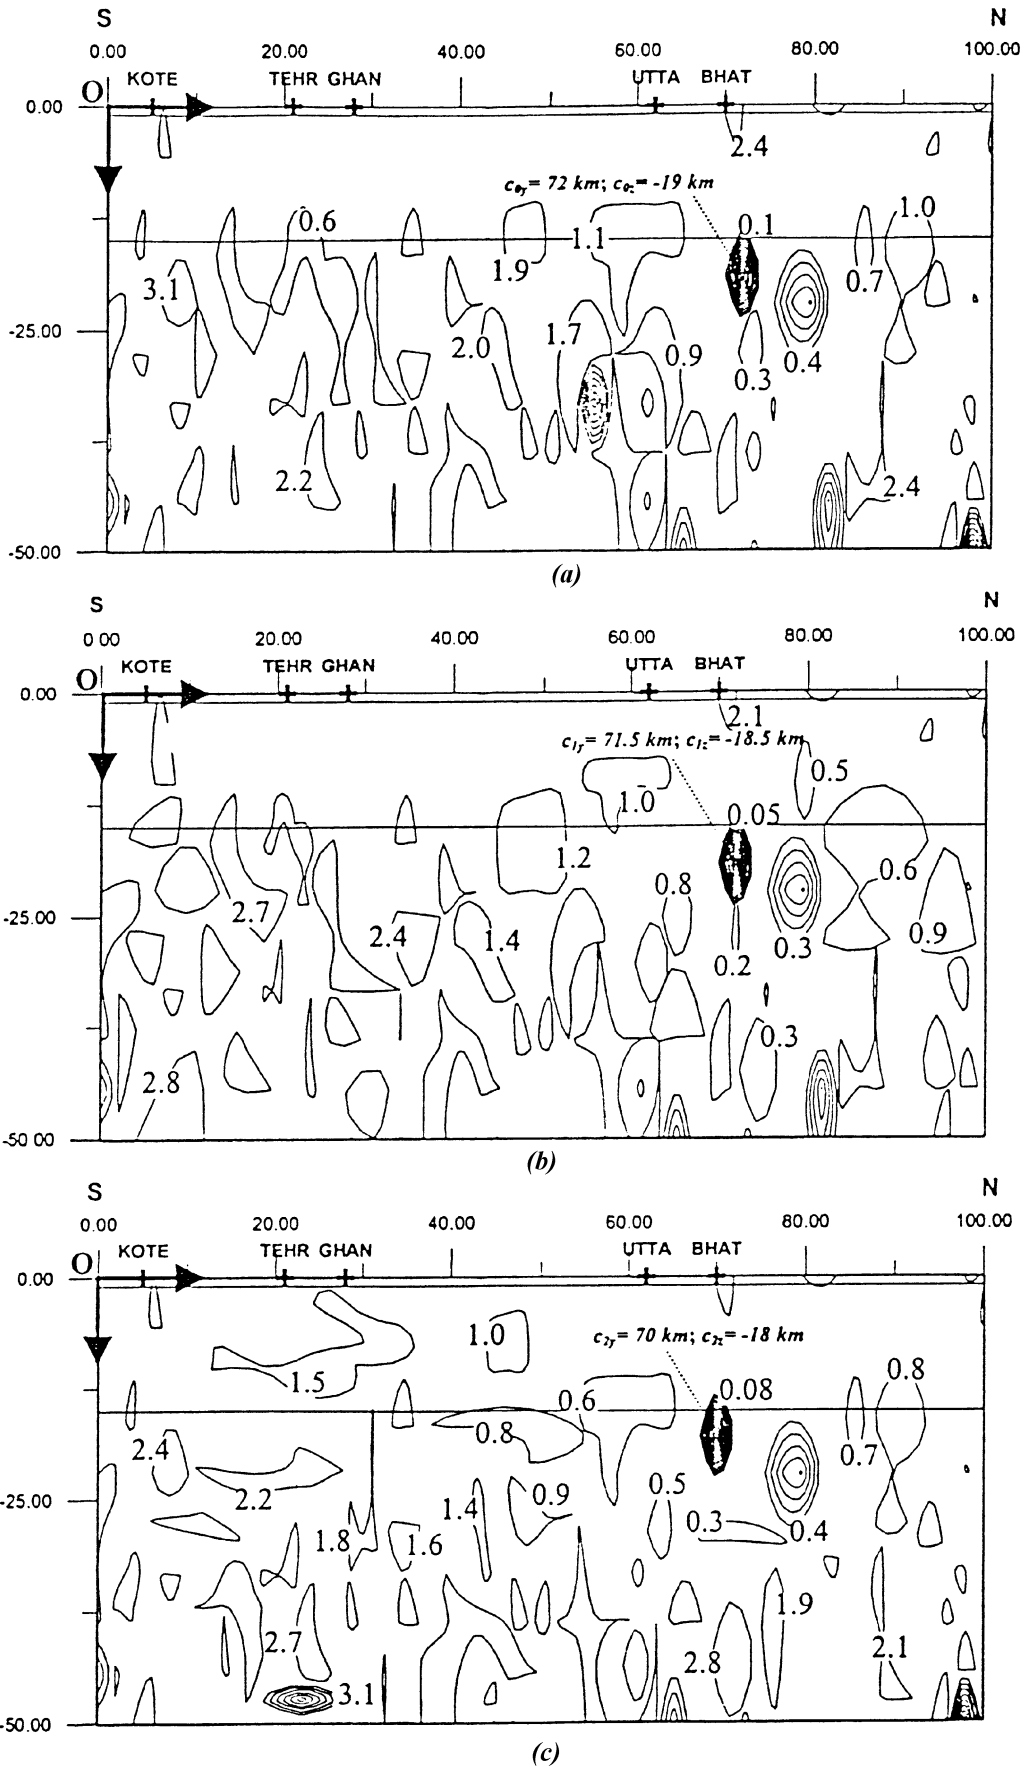 S N
0.00 20.00 40.00 60.00 80.00 100.00
KOTE TEHR GHAN UTTA BHAT
O
0.00
2.4
c0y = 72 km; c0z = -19 km
0.6 1.1 0.1 1.0
1.9 0.7
3.1
-25.00
2.0 1.7 0.9 0.3 0.4
2.2 2.4
-50.00
(a)
S N
0.00 20.00 40.00 60.00 80.00 100.00
KOTE TEHR GHAN UTTA BHAT
O
0.00
2.1
c1y = 71.5 km; c1z = -18.5 km
0.5
1.0 0.05
1.2 0.6
0.8
2.7
-25.00
2.4 1.4 0.2 0.3 0.9
0.3
2.8
-50.00
(b)
S N
0.00 20.00 40.00 60.00 80.00 100.00
KOTE TEHR GHAN UTTA BHAT
O
0.00
1.0
c2y = 70 km; c2z = -18 km
1.5 0.6 0.08 0.8
2.4 0.8 0.7
2.2 0.9 0.5
-25.00
1.4 0.3 0.4
1.8 1.6
1.9
2.7 2.8 2.1
3.1
-50.00
(c)